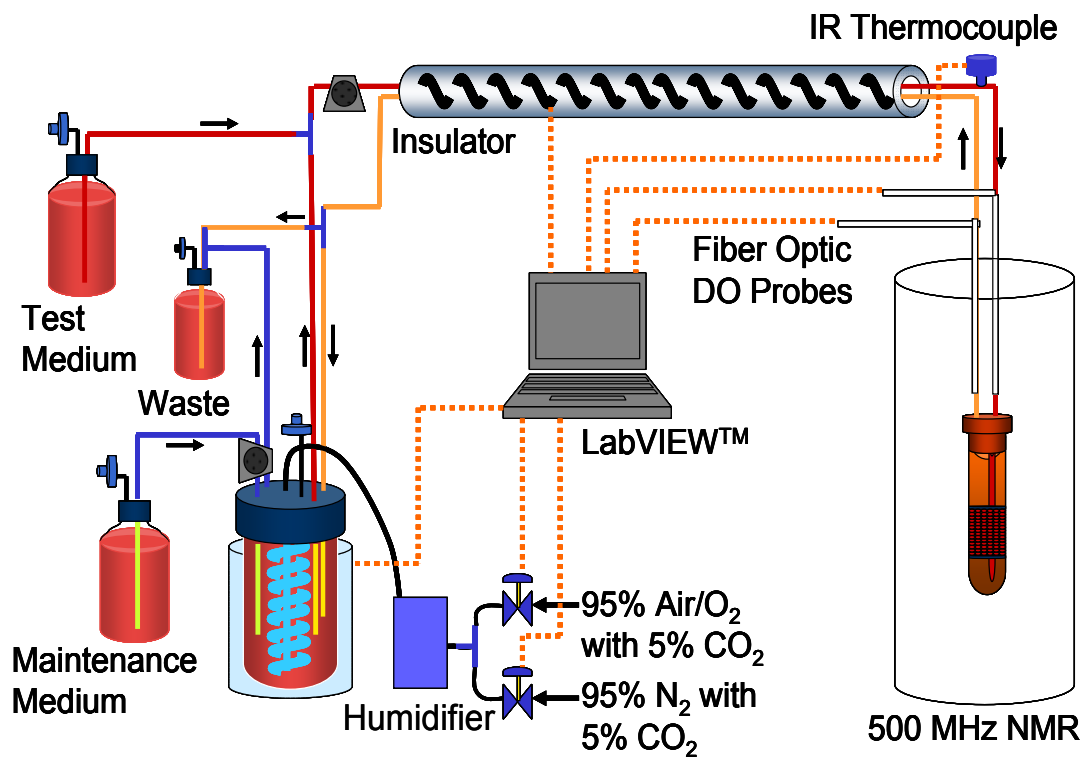 IR Thermocouple
Insulator
Fiber Optic
DO Probes
Test
Medium
Waste
LabVIEW™
Maintenance
Medium
Humidifier
95% Air/O₂
with 5% CO₂
95% N₂ with
5% CO₂
500 MHz NMR